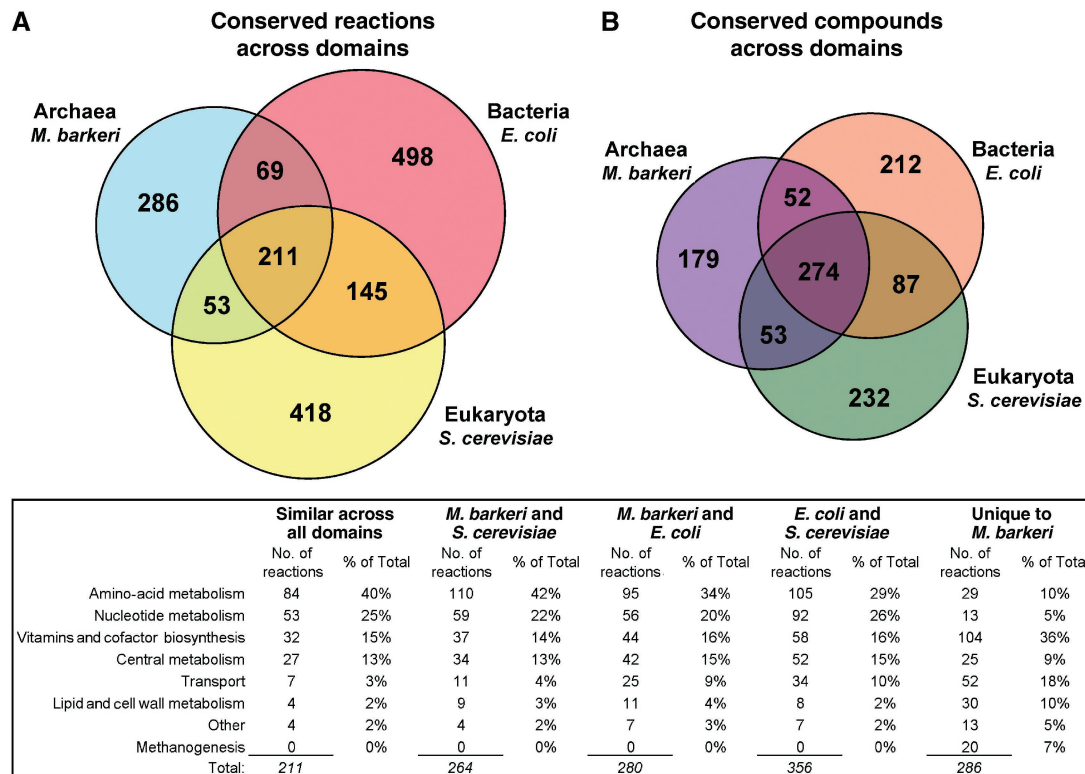 A
Conserved reactions
across domains
Archaea
M. barkeri
Bacteria
E. coli
286
69
498
211
53
145
418
Eukaryota
S. cerevisiae
B
Conserved compounds
across domains
Archaea
M. barkeri
Bacteria
E. coli
212
52
179
274
87
53
232
Eukaryota
S. cerevisiae
Similar across all domains M. barkeri and S. cerevisiae M. barkeri and E. coli E. coli and S. cerevisiae Unique to M. barkeri
No. of reactions % of Total No. of reactions % of Total No. of reactions % of Total No. of reactions % of Total No. of reactions % of Total
Amino-acid metabolism 84 40% 110 42% 95 34% 105 29% 29 10%
Nucleotide metabolism 53 25% 59 22% 56 20% 92 26% 13 5%
Vitamins and cofactor biosynthesis 32 15% 37 14% 44 16% 58 16% 104 36%
Central metabolism 27 13% 34 13% 42 15% 52 15% 25 9%
Transport 7 3% 11 4% 25 9% 34 10% 52 18%
Lipid and cell wall metabolism 4 2% 9 3% 11 4% 8 2% 30 10%
Other 4 2% 4 2% 7 3% 7 2% 13 5%
Methanogenesis 0 0% 0 0% 0 0% 0 0% 20 7%
Total: 211 264 280 356 286